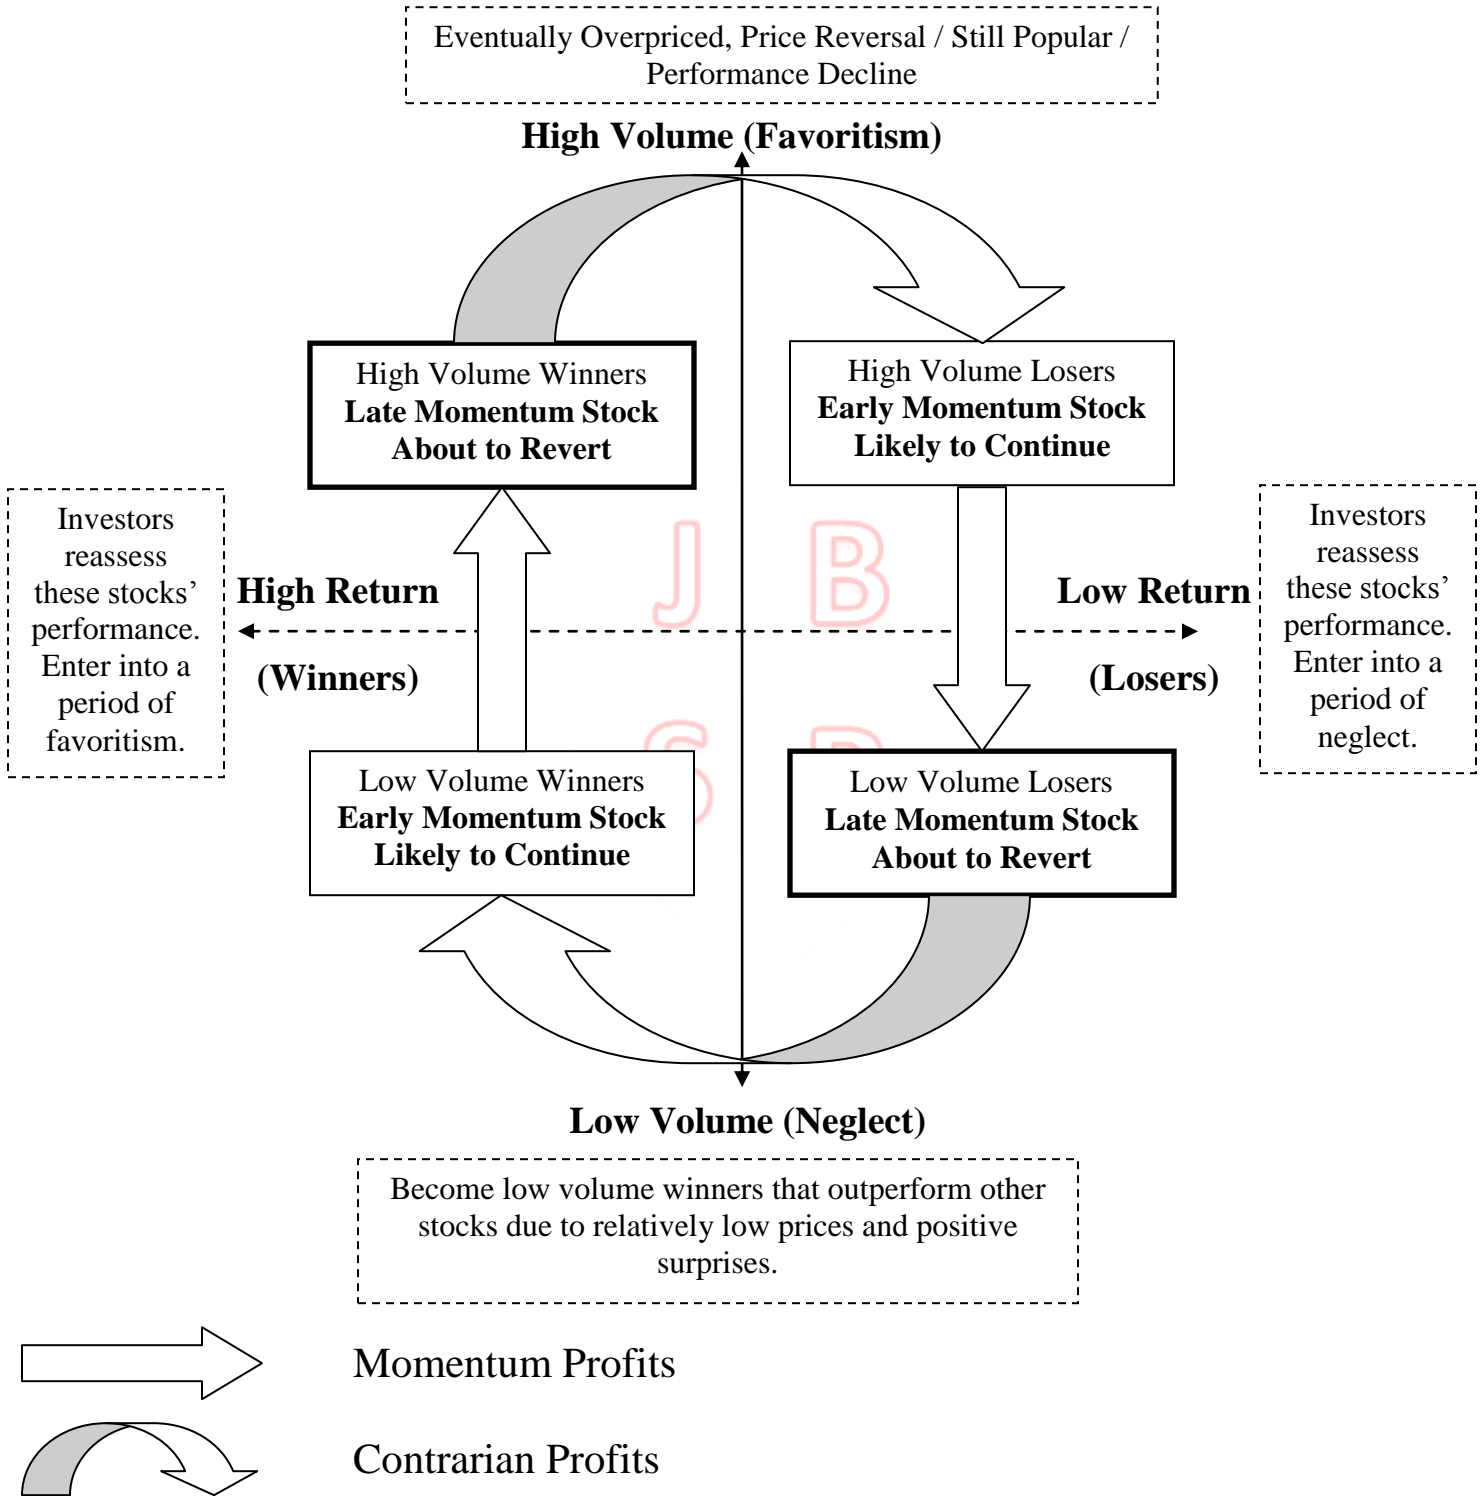 Eventually Overpriced, Price Reversal / Still Popular /
Performance Decline
High Volume (Favoritism)
High Volume Winners
Late Momentum Stock
About to Revert
High Volume Losers
Early Momentum Stock
Likely to Continue
Investors
reassess
these stocks’
performance.
Enter into a
period of
favoritism.
High Return
(Winners)
J B
Low Return
(Losers)
Investors
reassess
these stocks’
performance.
Enter into a
period of
neglect.
Low Volume Winners
Early Momentum Stock
Likely to Continue
Low Volume Losers
Late Momentum Stock
About to Revert
Low Volume (Neglect)
Become low volume winners that outperform other
stocks due to relatively low prices and positive
surprises.
Momentum Profits
Contrarian Profits